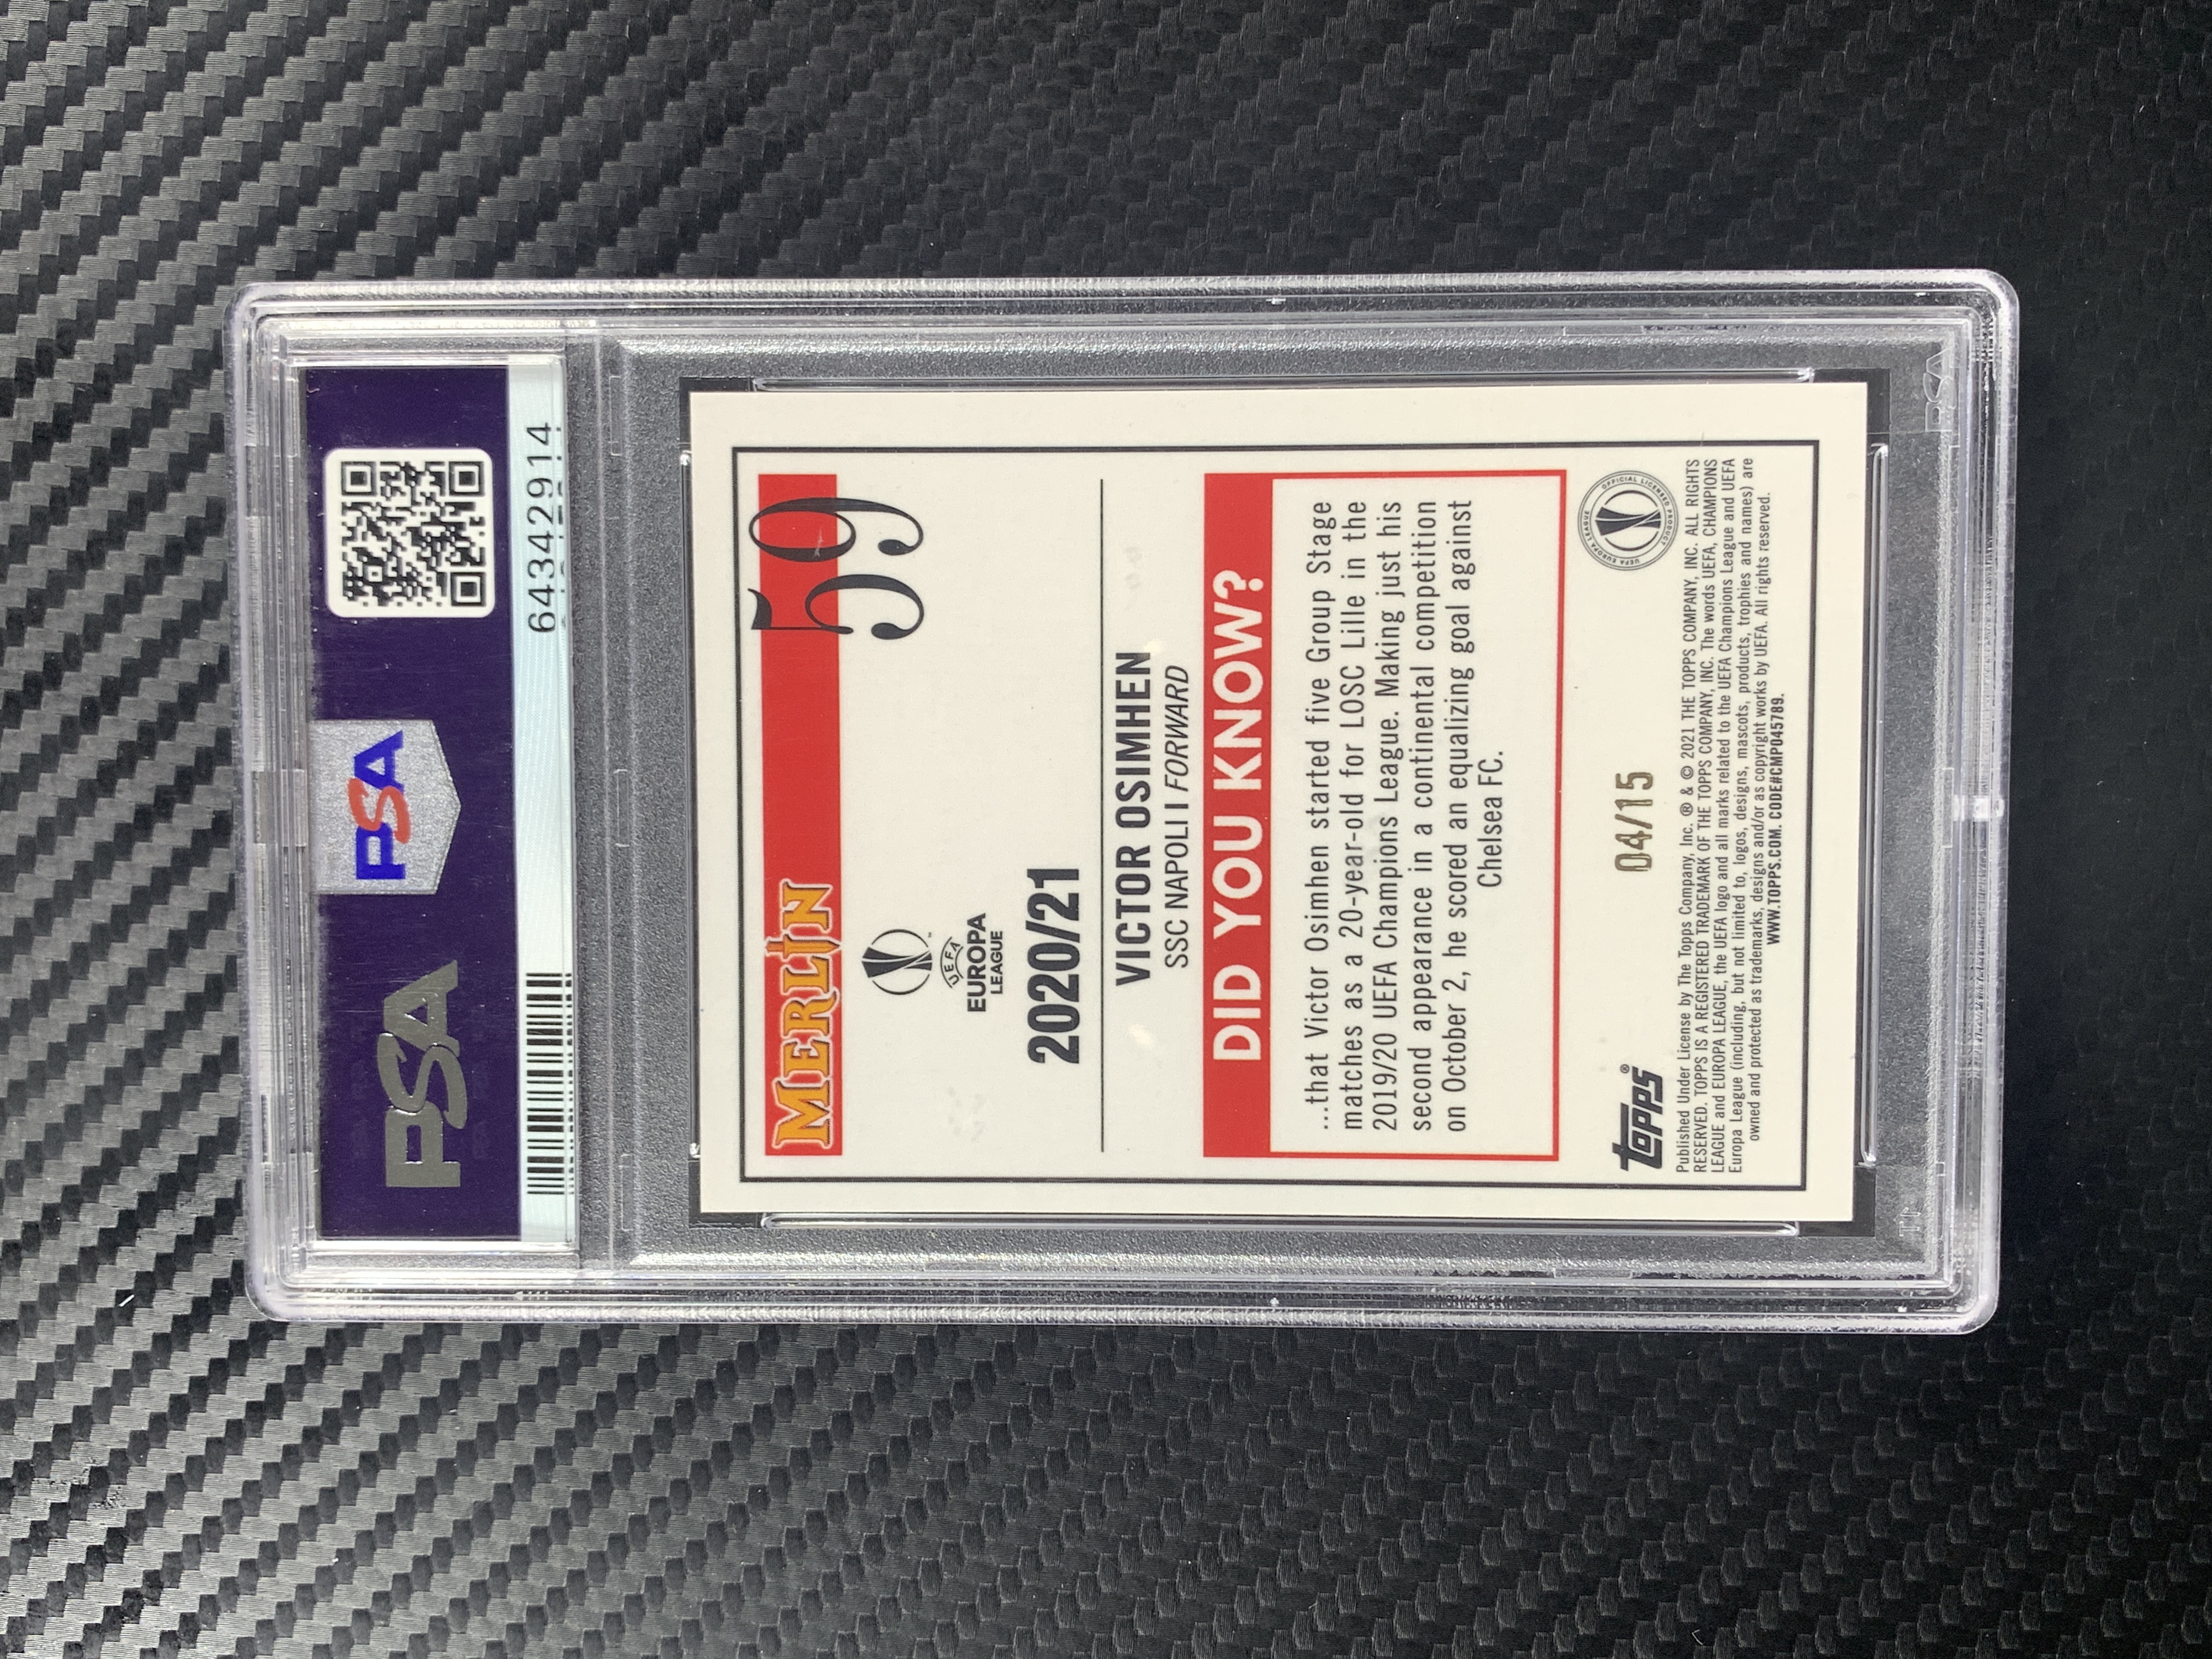 PSA
PSA
64342914
MERLIN
59
UEFA
EUROPA
LEAGUE
2020/21
VICTOR OSIMHEN
SSC NAPOLI I FORWARD
DID YOU KNOW?
...that Victor Osimhen started five Group Stage
matches as a 20-year-old for LOSC Lille in the
2019/20 UEFA Champions League. Making just his
second appearance in a continental competition
on October 2, he scored an equalizing goal against
Chelsea FC.
topps®
04/15
OFFICIAL LICENSED PRODUCT
UEFA EUROPA LEAGUE
Published Under License by The Topps Company, Inc. ® & © 2021 THE TOPPS COMPANY, INC. ALL RIGHTS
RESERVED. TOPPS IS A REGISTERED TRADEMARK OF THE TOPPS COMPANY, INC. The words UEFA, CHAMPIONS
LEAGUE and EUROPA LEAGUE, the UEFA logo and all marks related to the UEFA Champions League and UEFA
Europa League (including, but not limited to, logos, designs, mascots, products, trophies and names) are
owned and protected as trademarks, designs and/or as copyright works by UEFA. All rights reserved.
WWW.TOPPS.COM. CODE#CMP045789.
PSA